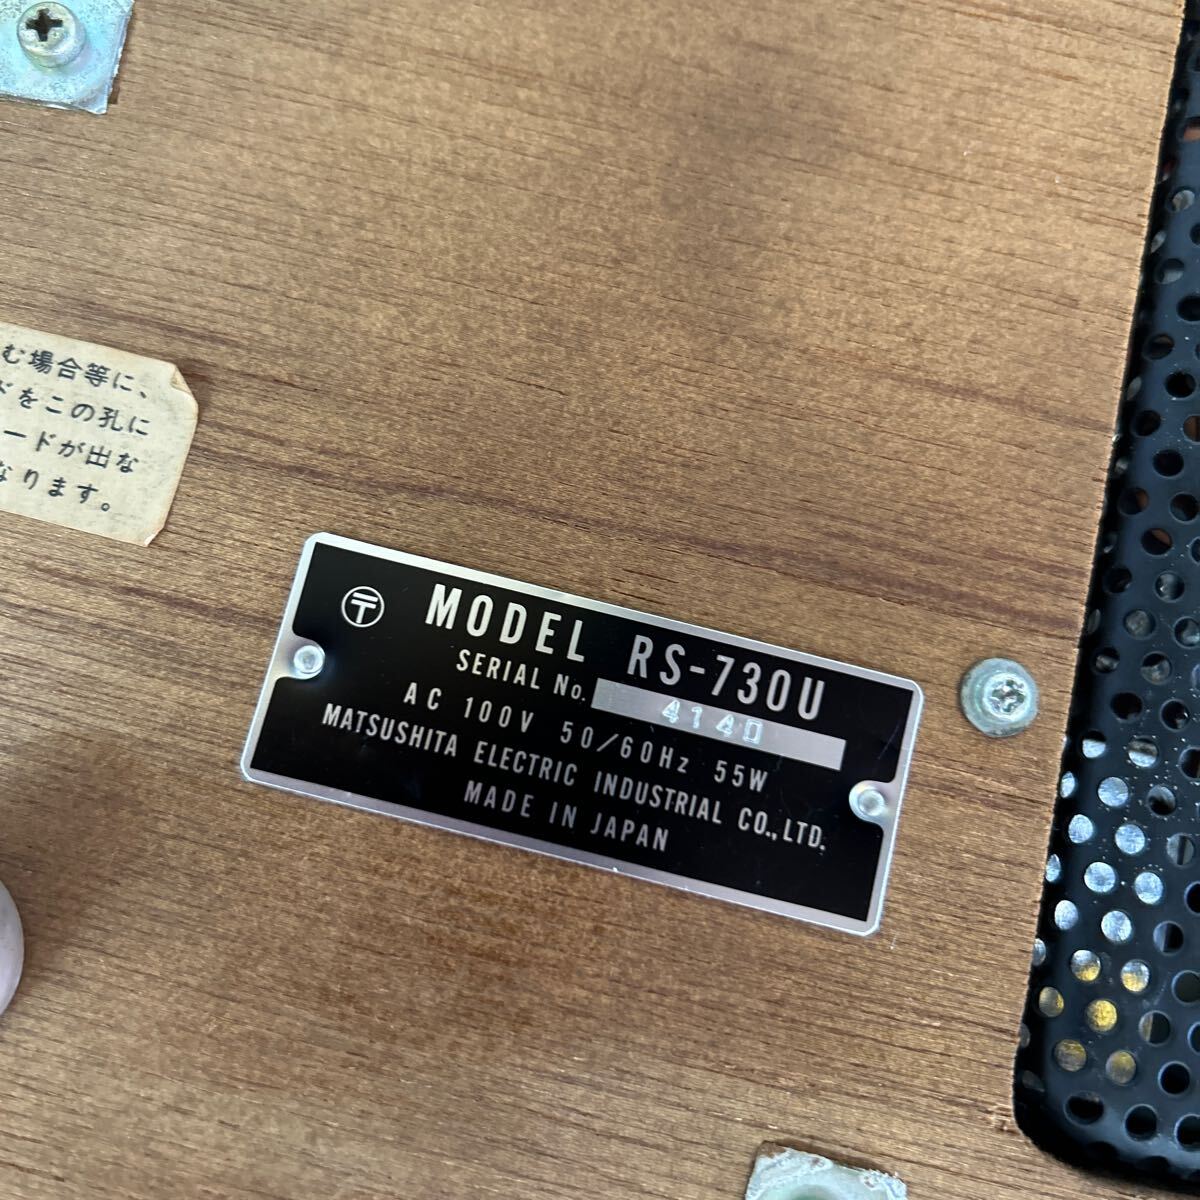 む場合等に、
ドをこの孔に
ードが出な
なります。
〒 MODEL RS-730U
SERIAL No. 4140
AC 100V 50/60Hz 55W
MATSUSHITA ELECTRIC INDUSTRIAL CO.,LTD.
MADE IN JAPAN